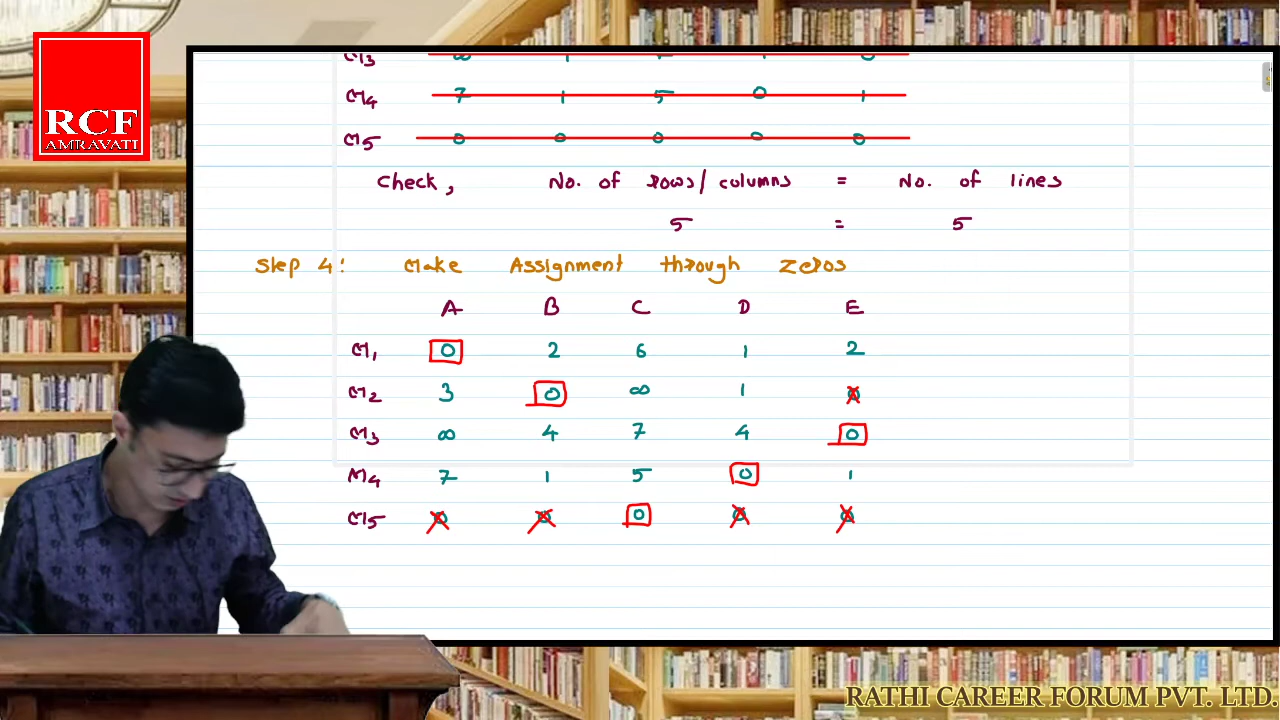 RCF
AMRAVATI
M3 ∞ 1 0
M4 7 1 5 0 1
M5 0 0 0 0 0
Check, No. of rows/columns = No. of lines
5 = 5
Step 4: Make Assignment through zeros
A B C D E
M1 0 2 6 1 2
M2 3 0 ∞ 1 0
M3 ∞ 4 7 4 0
M4 7 1 5 0 1
M5 0 0 0 0 0
RATHI CAREER FORUM PVT. LTD.